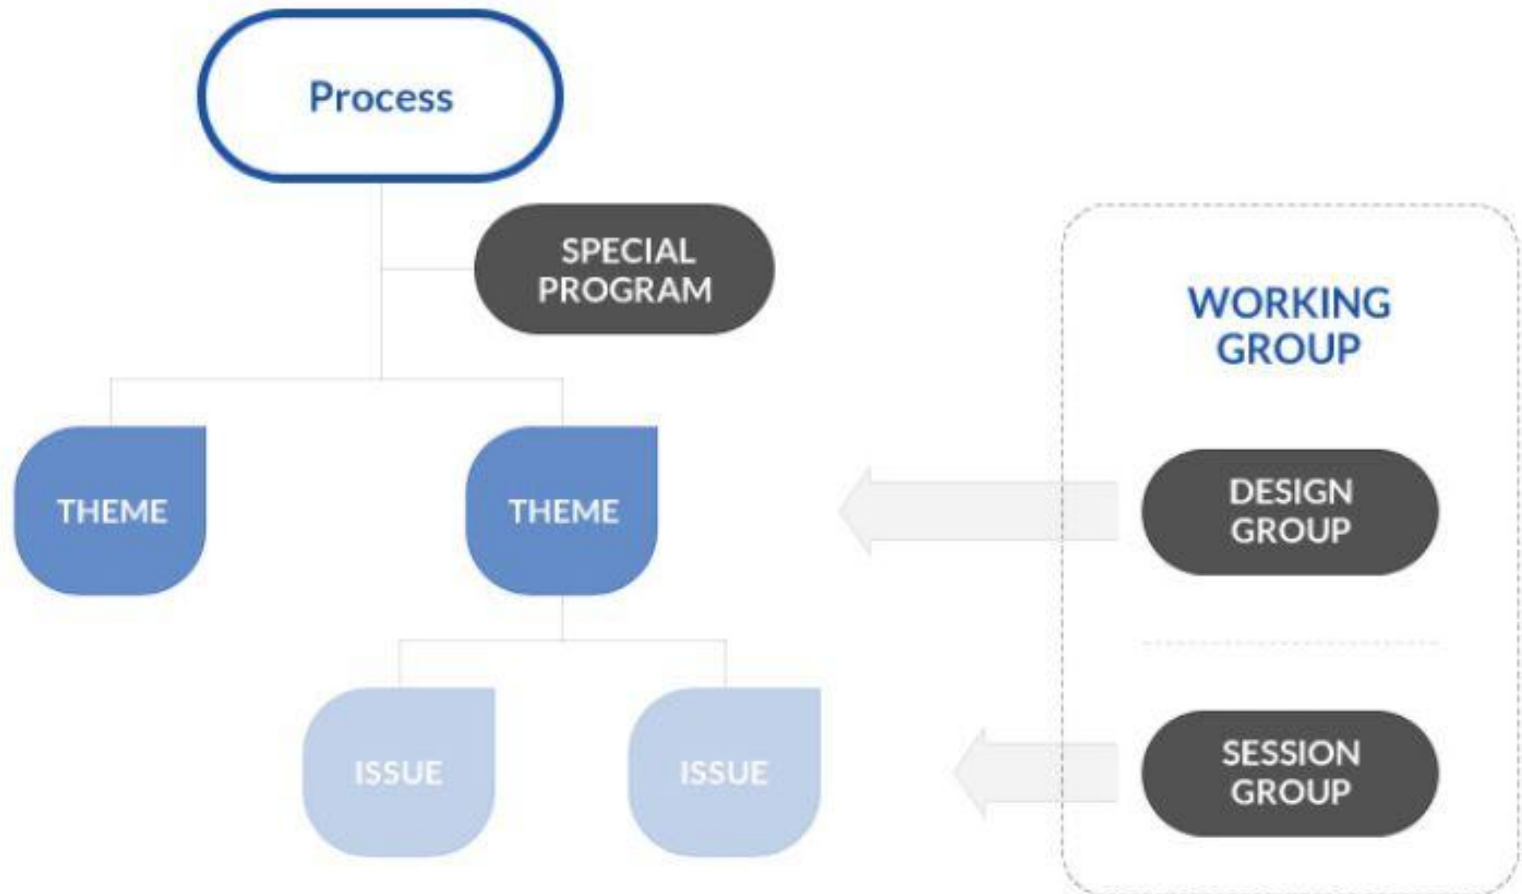 Process
SPECIAL
PROGRAM
WORKING
GROUP
THEME
THEME
DESIGN
GROUP
ISSUE
ISSUE
SESSION
GROUP